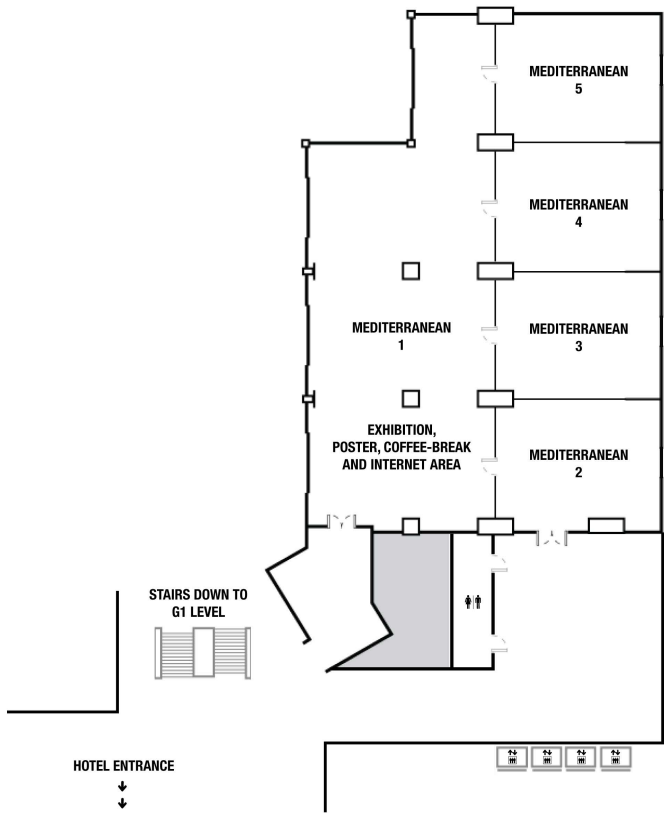 MEDITERRANEAN
5
MEDITERRANEAN
4
MEDITERRANEAN
1
MEDITERRANEAN
3
EXHIBITION,
POSTER, COFFEE-BREAK
AND INTERNET AREA
MEDITERRANEAN
2
STAIRS DOWN TO
G1 LEVEL
HOTEL ENTRANCE